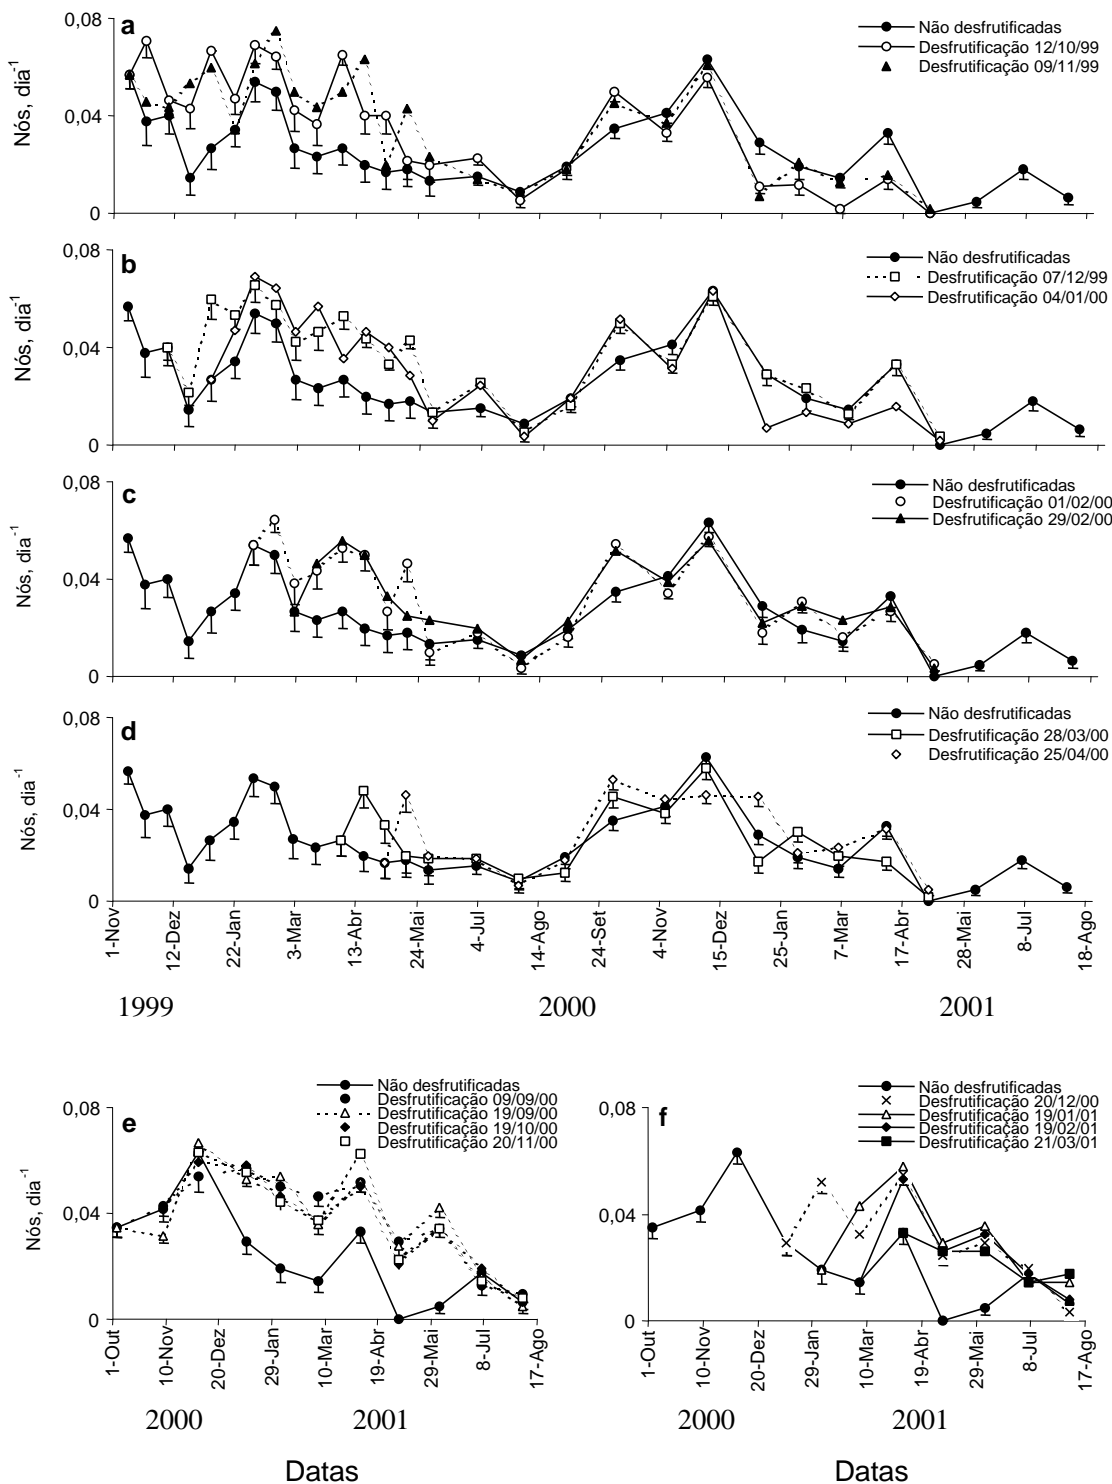 a
0,08
0,04
0
Nós, dia-1
Não desfrutificadas
Desfrutificação 12/10/99
Desfrutificação 09/11/99
b
0,08
0,04
0
Nós, dia-1
Não desfrutificadas
Desfrutificação 07/12/99
Desfrutificação 04/01/00
c
0,08
0,04
0
Nós, dia-1
Não desfrutificadas
Desfrutificação 01/02/00
Desfrutificação 29/02/00
d
0,08
0,04
0
Nós, dia-1
Não desfrutificadas
Desfrutificação 28/03/00
Desfrutificação 25/04/00
1-Nov
12-Dez
22-Jan
3-Mar
13-Abr
24-Mai
4-Jul
14-Ago
24-Set
4-Nov
15-Dez
25-Jan
7-Mar
17-Abr
28-Mai
8-Jul
18-Ago
1999
2000
2001
e
0,08
0,04
0
Nós, dia-1
Não desfrutificadas
Desfrutificação 09/09/00
Desfrutificação 19/09/00
Desfrutificação 19/10/00
Desfrutificação 20/11/00
1-Out
10-Nov
20-Dez
29-Jan
10-Mar
19-Abr
29-Mai
8-Jul
17-Ago
2000
2001
Datas
f
0,08
0,04
0
Nós, dia-1
Não desfrutificadas
Desfrutificação 20/12/00
Desfrutificação 19/01/01
Desfrutificação 19/02/01
Desfrutificação 21/03/01
1-Out
10-Nov
20-Dez
29-Jan
10-Mar
19-Abr
29-Mai
8-Jul
17-Ago
2000
2001
Datas